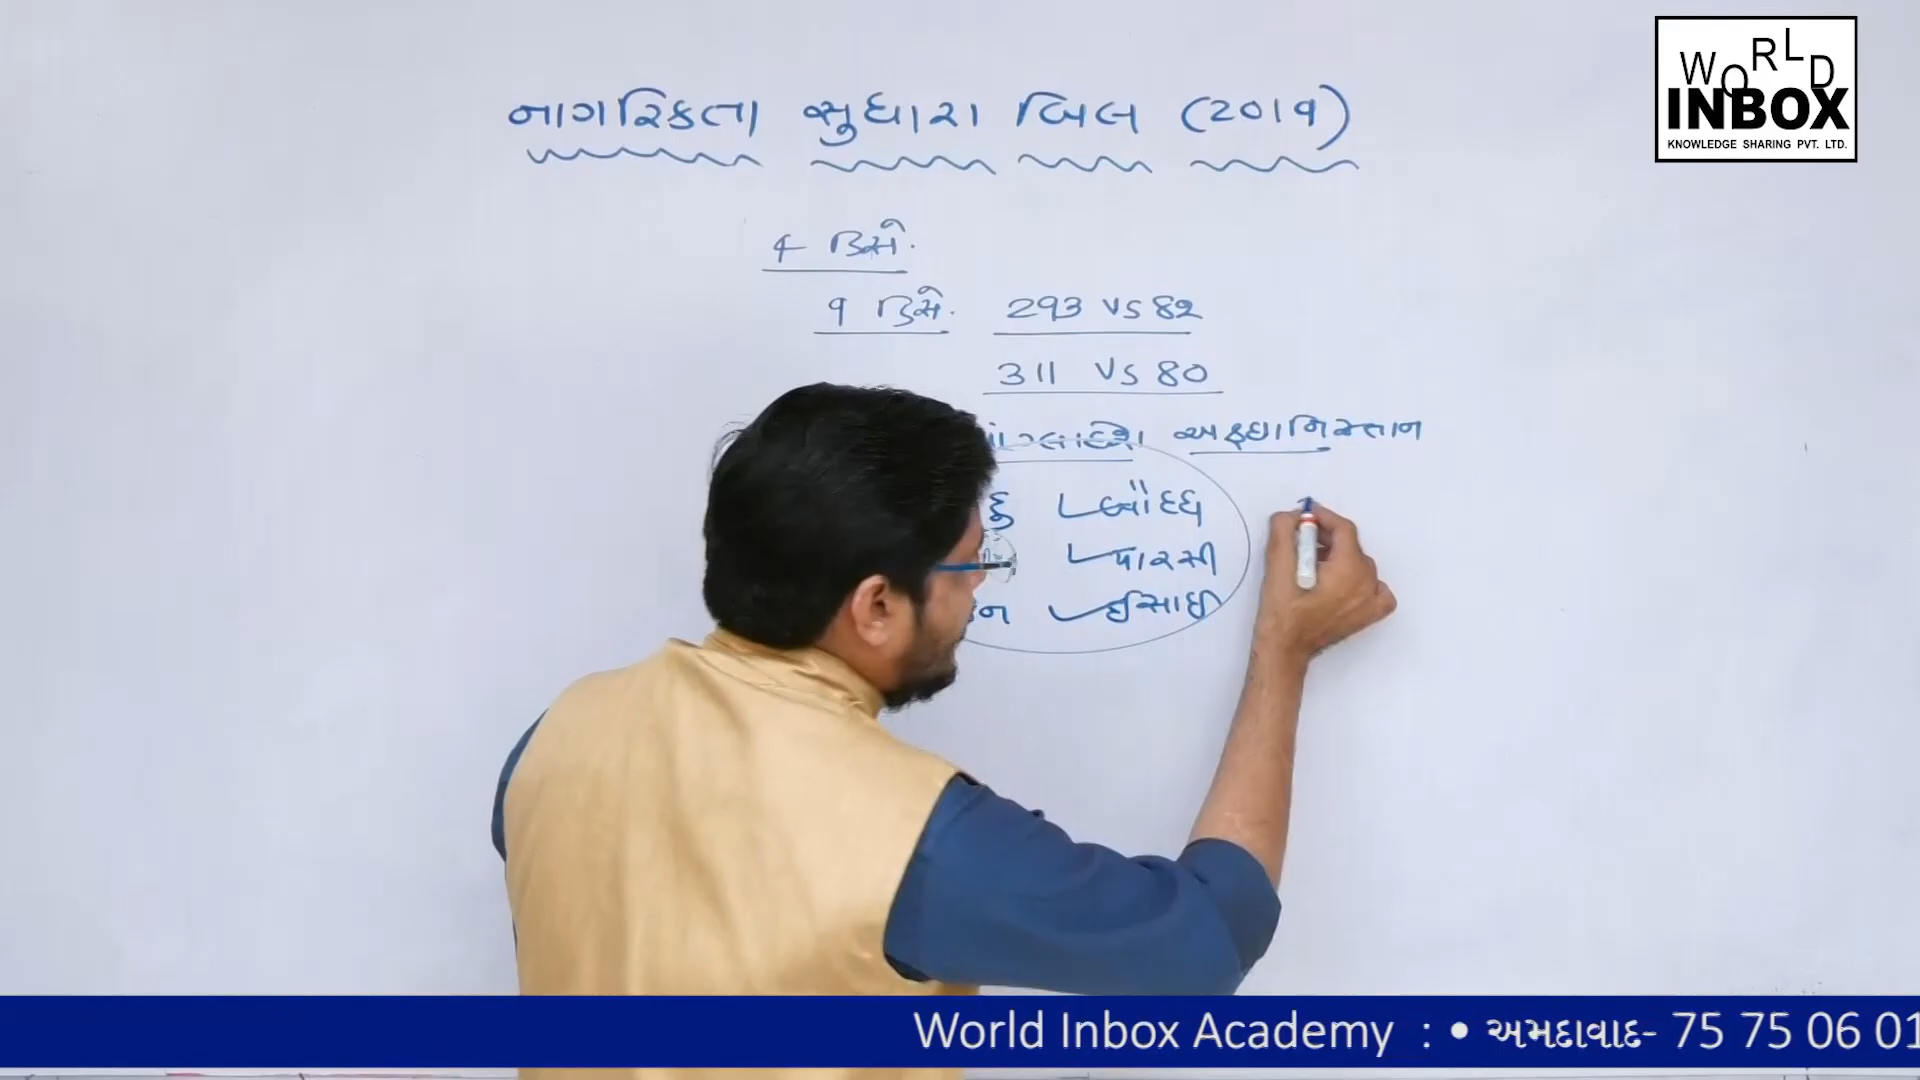 WORLD
INBOX
KNOWLEDGE SHARING PVT. LTD.
નાગરિકતા સુધારા બિલ (2019)
4 ડિસે.
9 ડિસે. 293 VS 82
311 VS 80
અફઘાનિસ્તાન
બૌદ્ધ
પારસી
ઈસાઈ
World Inbox Academy : • અમદાવાદ- 75 75 06 01